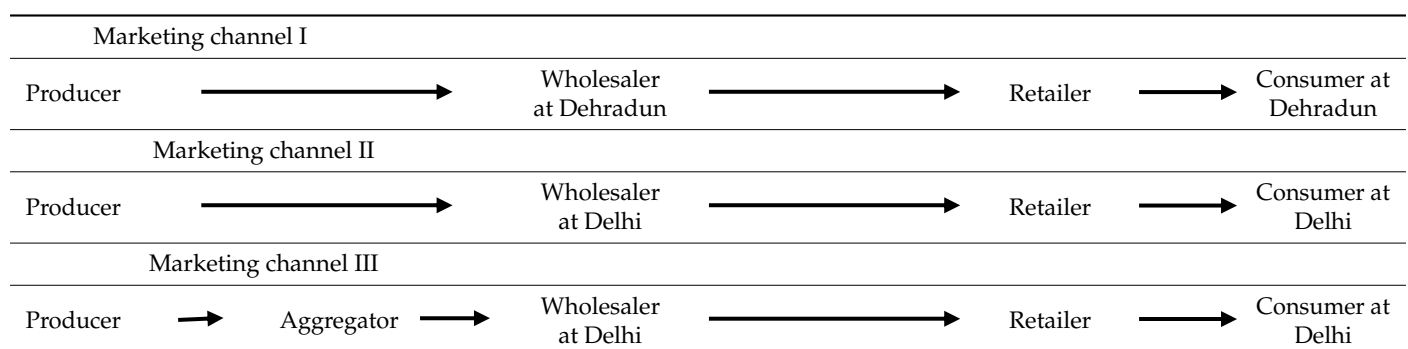 Marketing channel I
Producer Wholesaler at Dehradun Retailer Consumer at Dehradun
Marketing channel II
Producer Wholesaler at Delhi Retailer Consumer at Delhi
Marketing channel III
Producer Aggregator Wholesaler at Delhi Retailer Consumer at Delhi